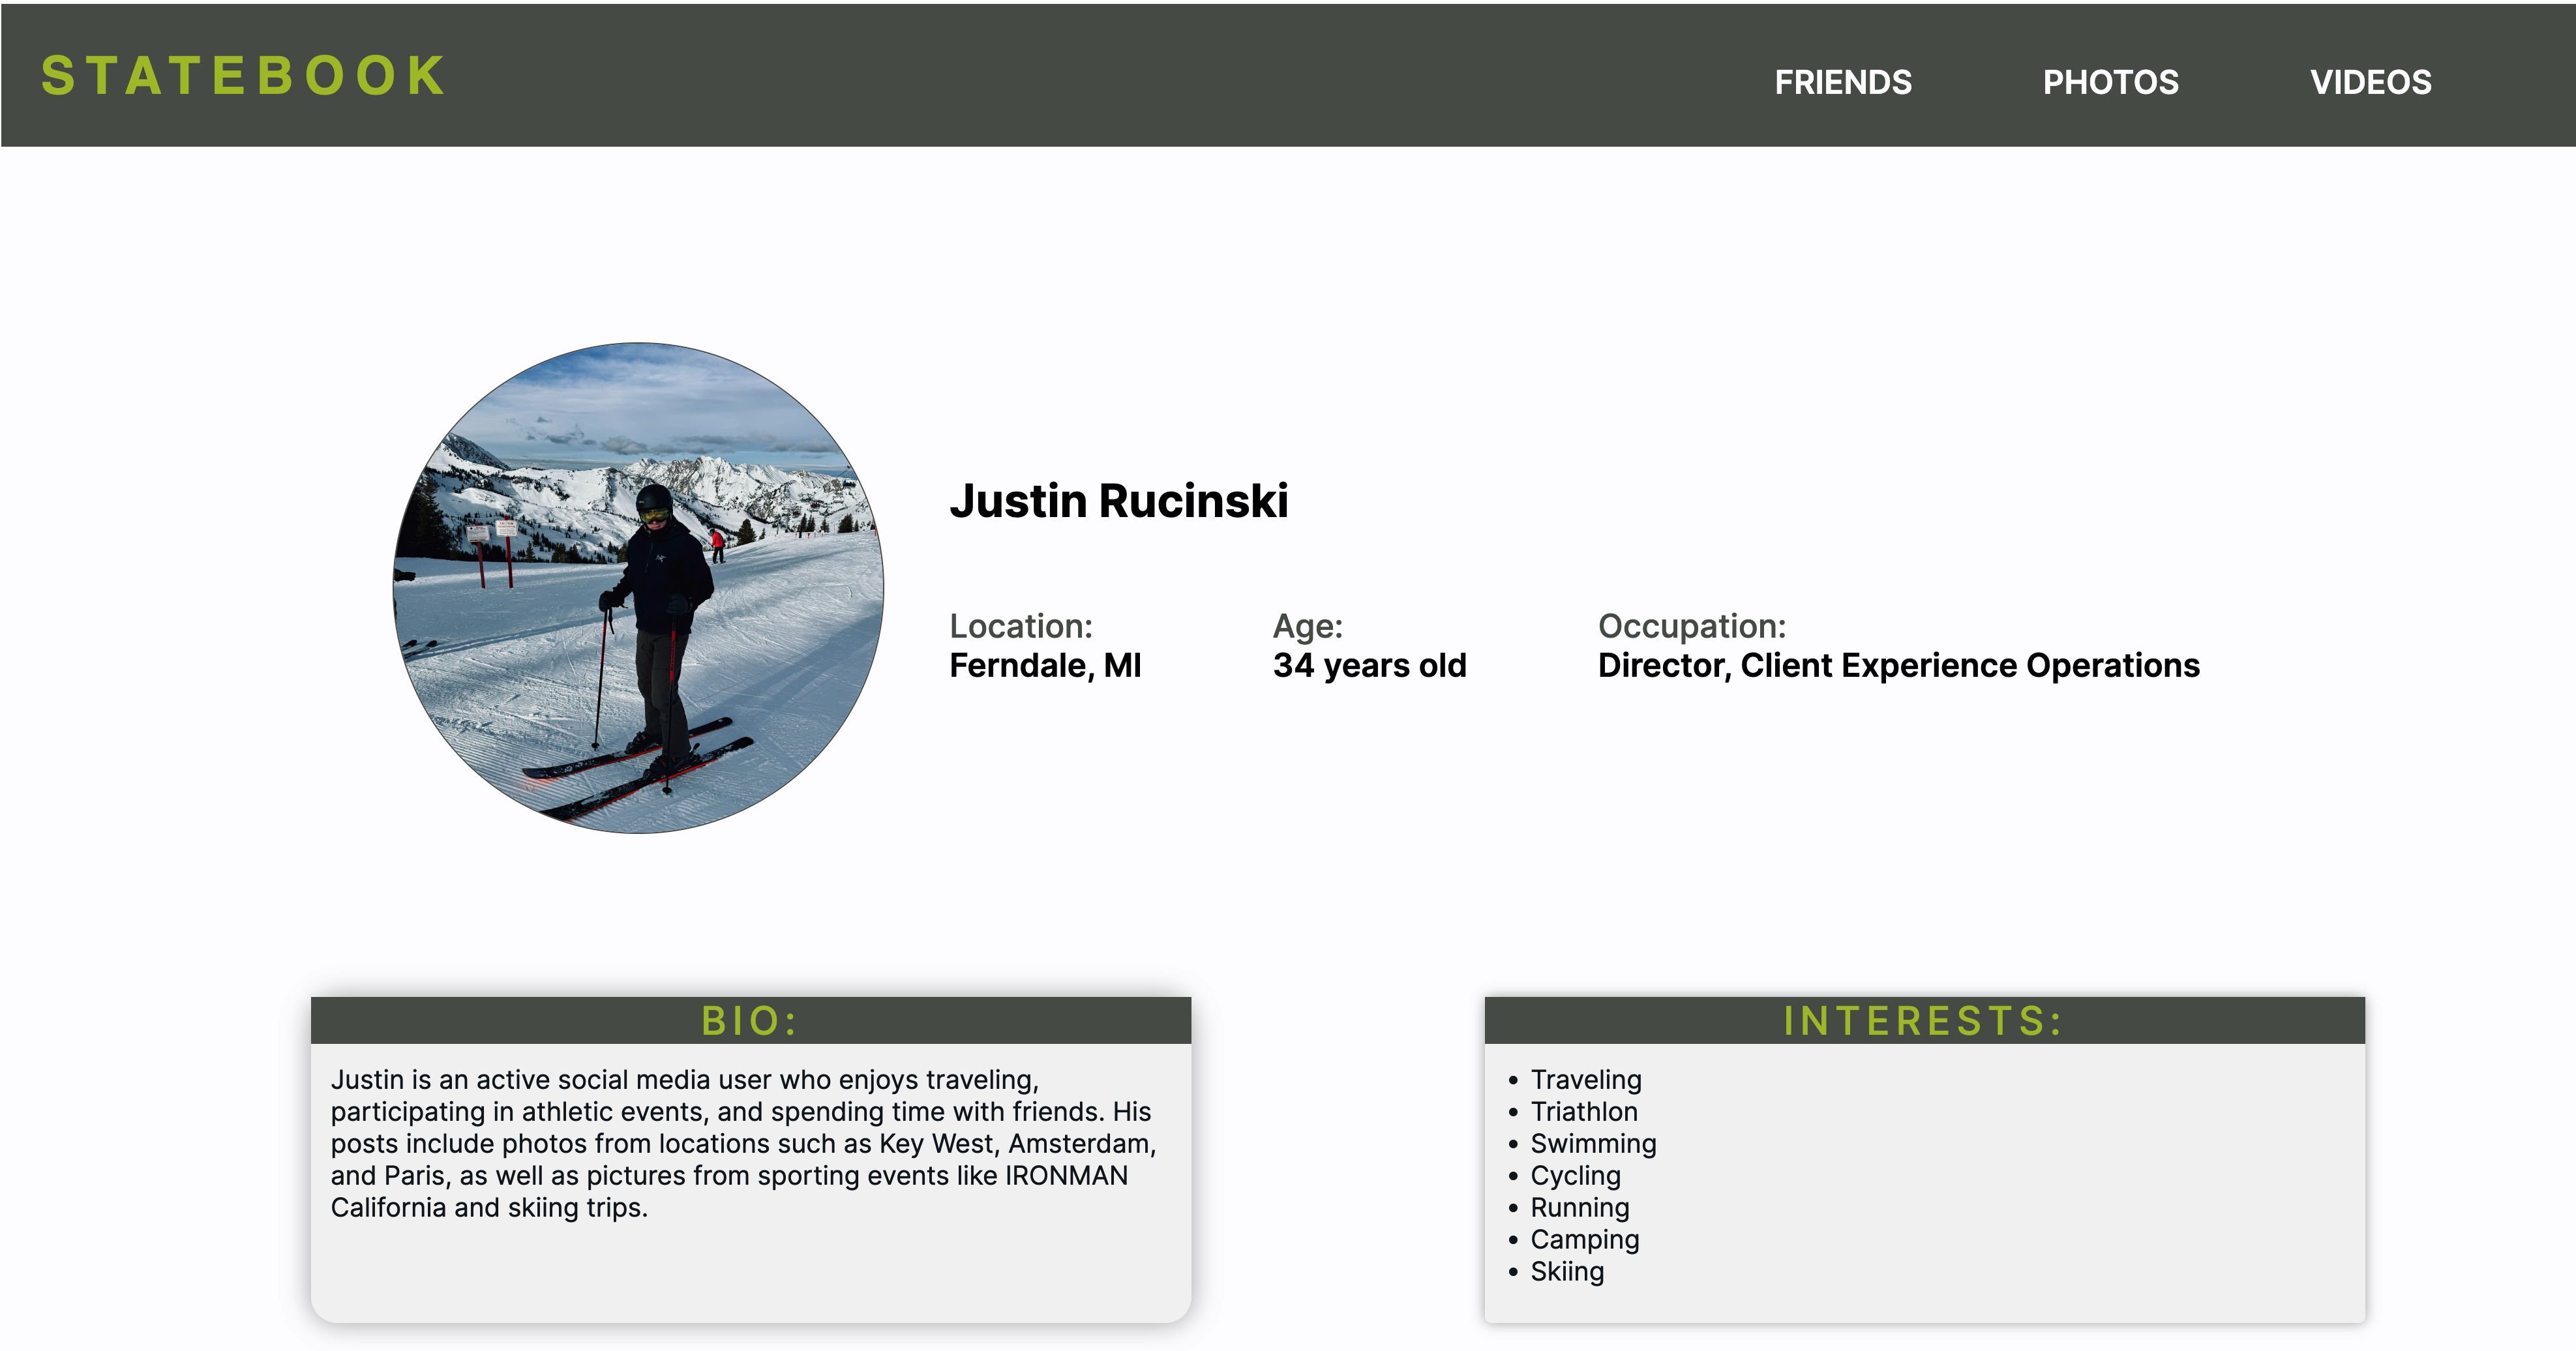 STATEBOOK
FRIENDS PHOTOS VIDEOS
Justin Rucinski
Location: Age: Occupation:
Ferndale, MI 34 years old Director, Client Experience Operations
BIO:
Justin is an active social media user who enjoys traveling,
participating in athletic events, and spending time with friends. His
posts include photos from locations such as Key West, Amsterdam,
and Paris, as well as pictures from sporting events like IRONMAN
California and skiing trips.
INTERESTS:
• Traveling
• Triathlon
• Swimming
• Cycling
• Running
• Camping
• Skiing